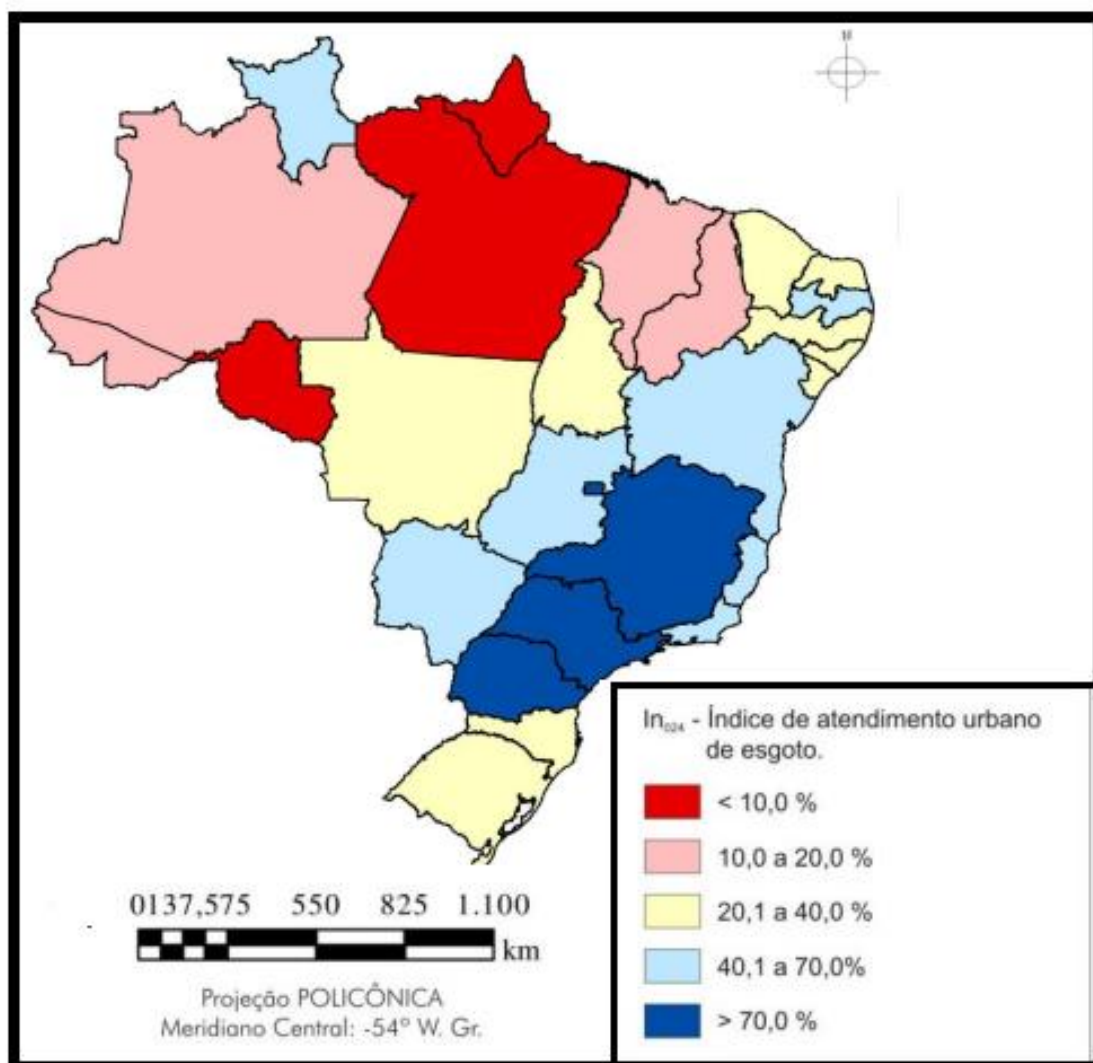 N
In024 - Índice de atendimento urbano
de esgoto.
< 10,0 %
10,0 a 20,0 %
20,1 a 40,0 %
40,1 a 70,0%
> 70,0 %
0137,575 550 825 1.100
km
Projeção POLICÔNICA
Meridiano Central: -54º W. Gr.